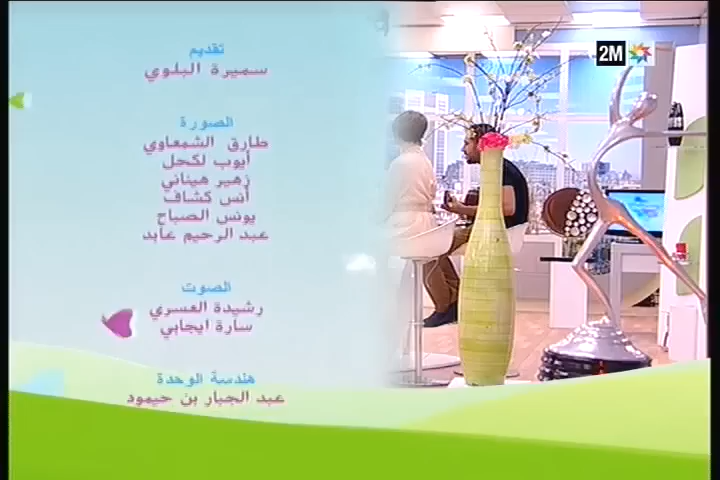 2M
تقديم
سميرة البلوي
الصورة
طارق الشمعاوي
أيوب لكحل
زهير هيناني
أنس كشاف
يونس الصباح
عبد الرحيم عابد
الصوت
رشيدة العسري
سارة ايجابي
هندسة الوحدة
عبد الجبار بن حيمود